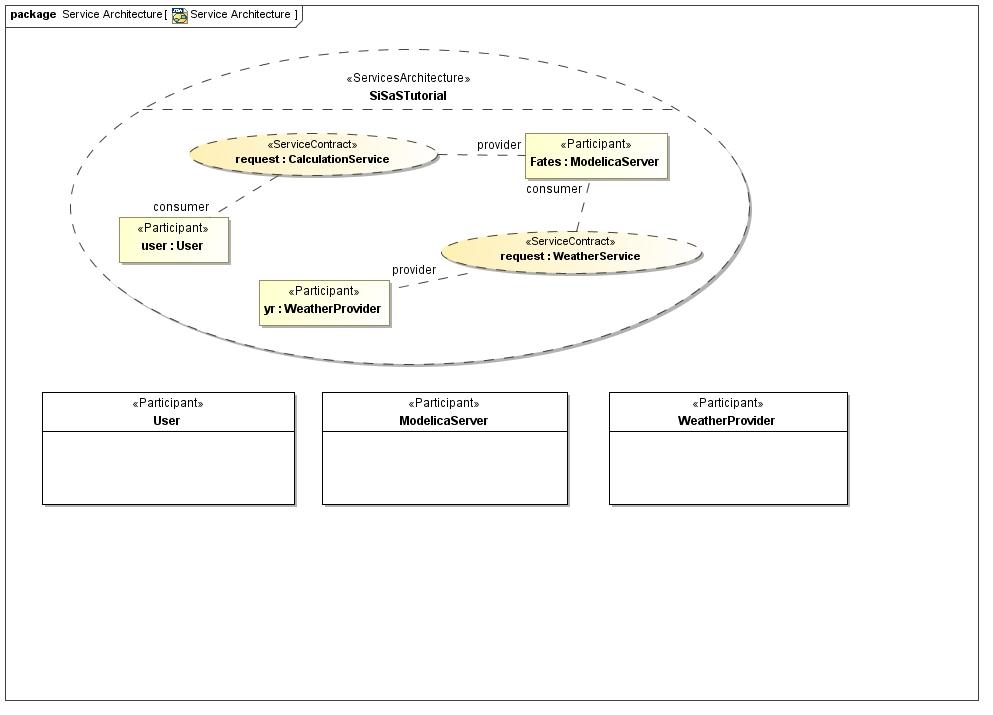 package Service Architecture [ Service Architecture ]
«ServicesArchitecture»
SiSaSTutorial
«ServiceContract»
request : CalculationService
provider
«Participant»
Fates : ModelicaServer
consumer
consumer
«Participant»
user : User
«ServiceContract»
request : WeatherService
provider
«Participant»
yr : WeatherProvider
«Participant»
User
«Participant»
ModelicaServer
«Participant»
WeatherProvider